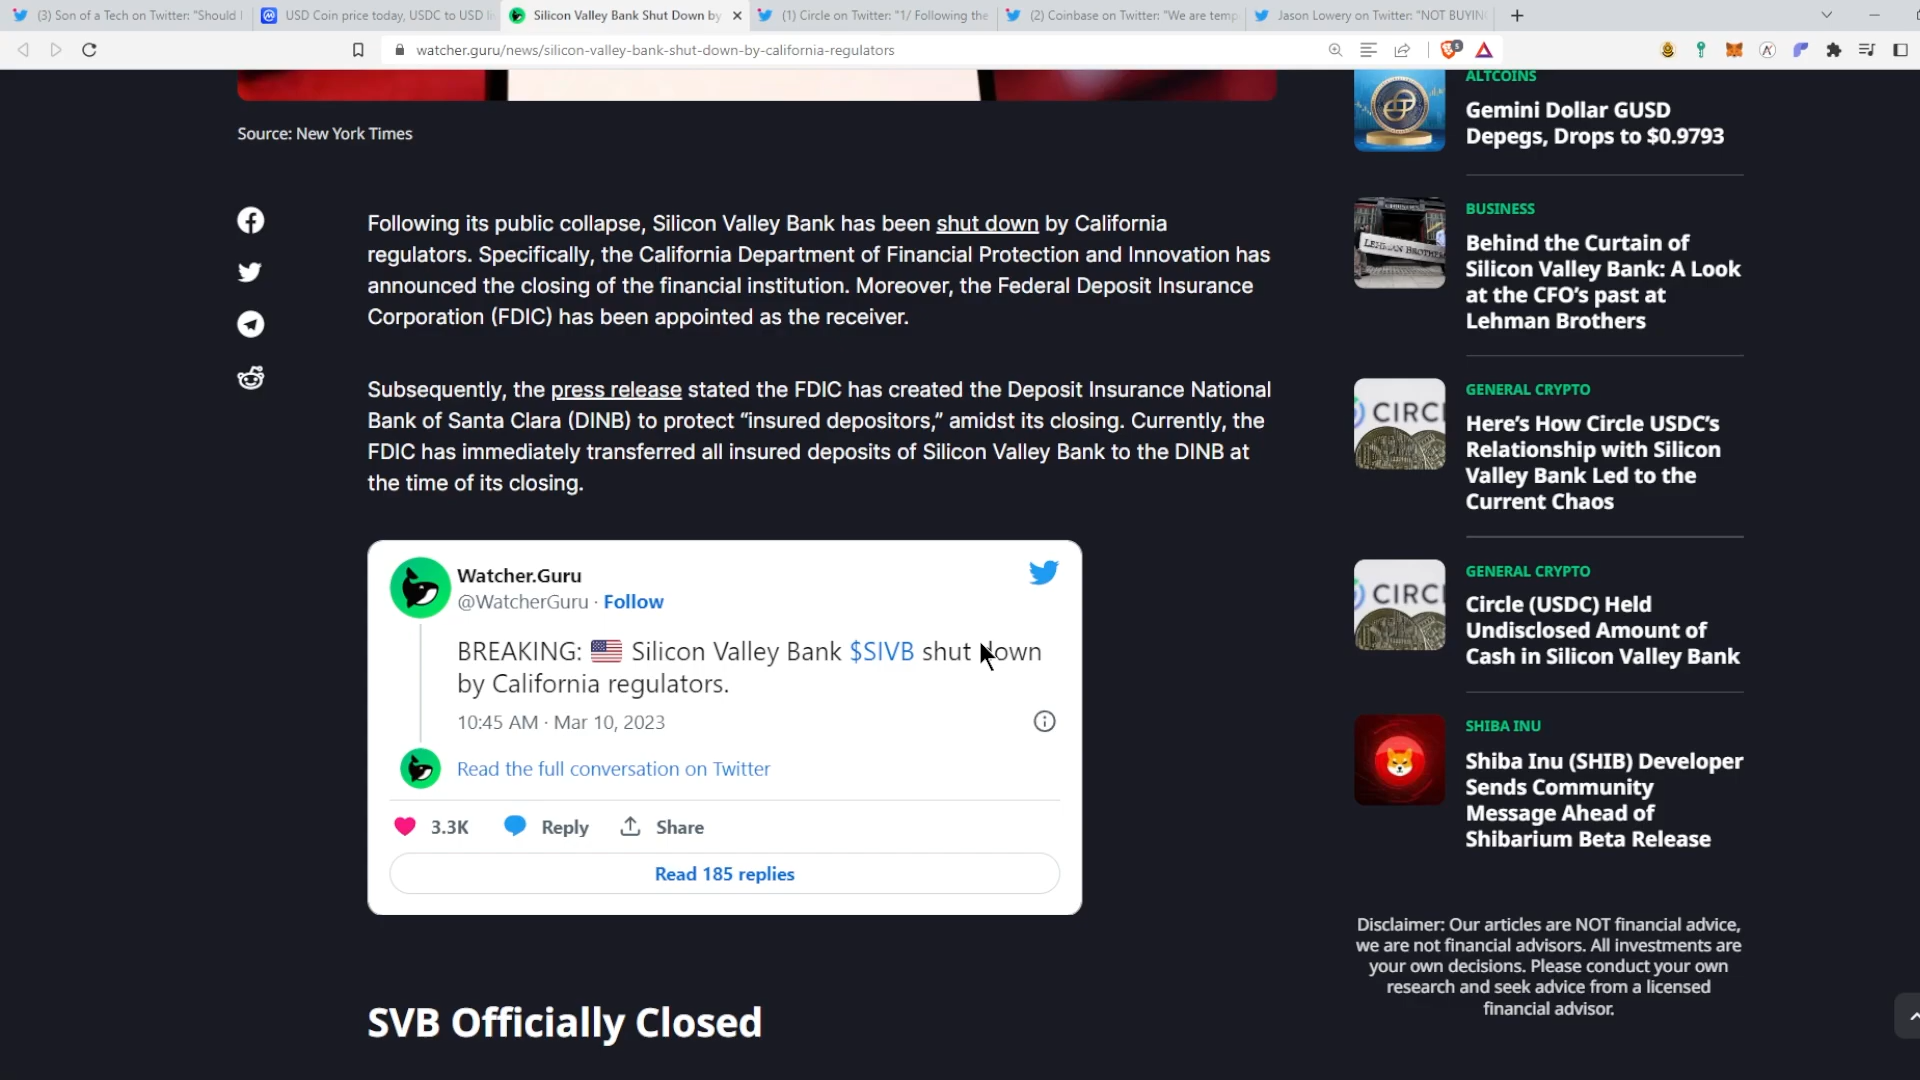 (3) Son of a Tech on Twitter: "Should I
USD Coin price today, USDC to USD li
Silicon Valley Bank Shut Down by
(1) Circle on Twitter: "1/ Following the
(2) Coinbase on Twitter: "We are temp
Jason Lowery on Twitter: "NOT BUYIN
watcher.guru/news/silicon-valley-bank-shut-down-by-california-regulators
5
Source: New York Times
Following its public collapse, Silicon Valley Bank has been shut down by California
regulators. Specifically, the California Department of Financial Protection and Innovation has
announced the closing of the financial institution. Moreover, the Federal Deposit Insurance
Corporation (FDIC) has been appointed as the receiver.
Subsequently, the press release stated the FDIC has created the Deposit Insurance National
Bank of Santa Clara (DINB) to protect “insured depositors,” amidst its closing. Currently, the
FDIC has immediately transferred all insured deposits of Silicon Valley Bank to the DINB at
the time of its closing.
Watcher.Guru
@WatcherGuru · Follow
BREAKING: 🇺🇸 Silicon Valley Bank $SIVB shut down
by California regulators.
10:45 AM · Mar 10, 2023
Read the full conversation on Twitter
3.3K Reply Share
Read 185 replies
SVB Officially Closed
ALTCOINS
Gemini Dollar GUSD
Depegs, Drops to $0.9793
LEHMAN BROTHERS
BUSINESS
Behind the Curtain of
Silicon Valley Bank: A Look
at the CFO’s past at
Lehman Brothers
CIRC
GENERAL CRYPTO
Here’s How Circle USDC’s
Relationship with Silicon
Valley Bank Led to the
Current Chaos
CIRC
GENERAL CRYPTO
Circle (USDC) Held
Undisclosed Amount of
Cash in Silicon Valley Bank
SHIBA INU
Shiba Inu (SHIB) Developer
Sends Community
Message Ahead of
Shibarium Beta Release
Disclaimer: Our articles are NOT financial advice,
we are not financial advisors. All investments are
your own decisions. Please conduct your own
research and seek advice from a licensed
financial advisor.